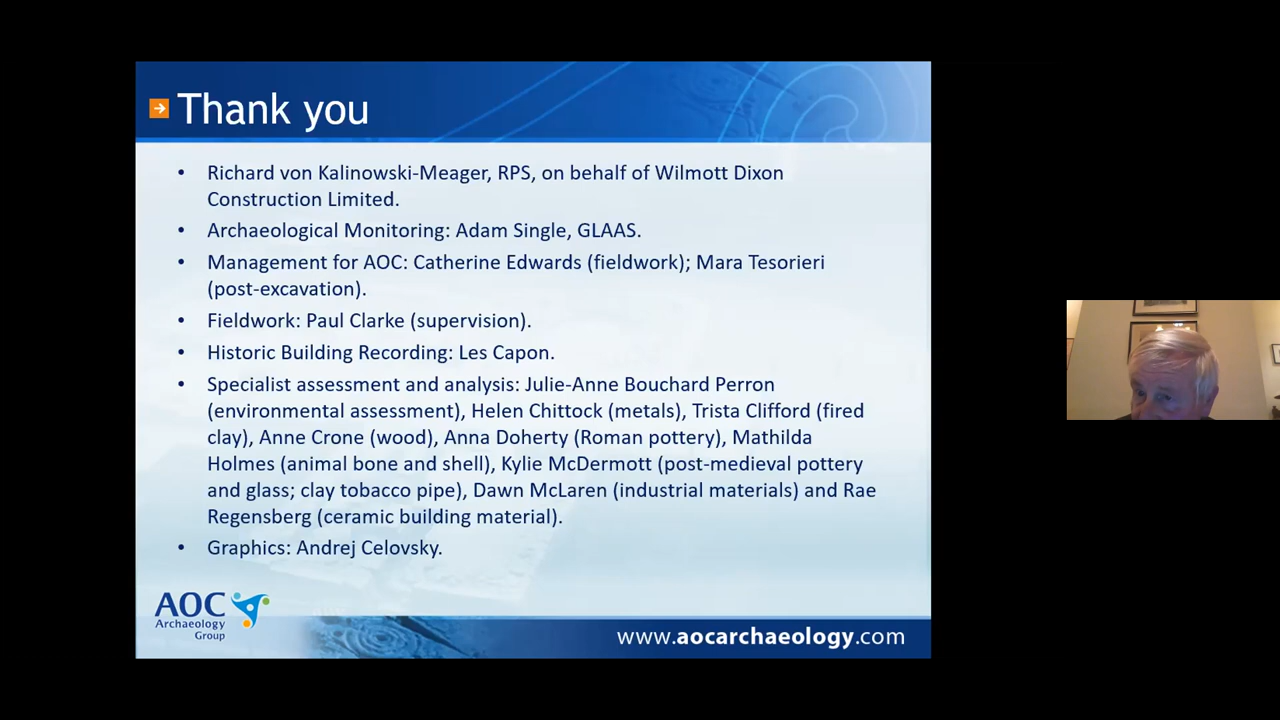 Thank you
• Richard von Kalinowski-Meager, RPS, on behalf of Wilmott Dixon
Construction Limited.
• Archaeological Monitoring: Adam Single, GLAAS.
• Management for AOC: Catherine Edwards (fieldwork); Mara Tesorieri
(post-excavation).
• Fieldwork: Paul Clarke (supervision).
• Historic Building Recording: Les Capon.
• Specialist assessment and analysis: Julie-Anne Bouchard Perron
(environmental assessment), Helen Chittock (metals), Trista Clifford (fired
clay), Anne Crone (wood), Anna Doherty (Roman pottery), Mathilda
Holmes (animal bone and shell), Kylie McDermott (post-medieval pottery
and glass; clay tobacco pipe), Dawn McLaren (industrial materials) and Rae
Regensberg (ceramic building material).
• Graphics: Andrej Celovsky.
AOC
Archaeology
Group
www.aocarchaeology.com